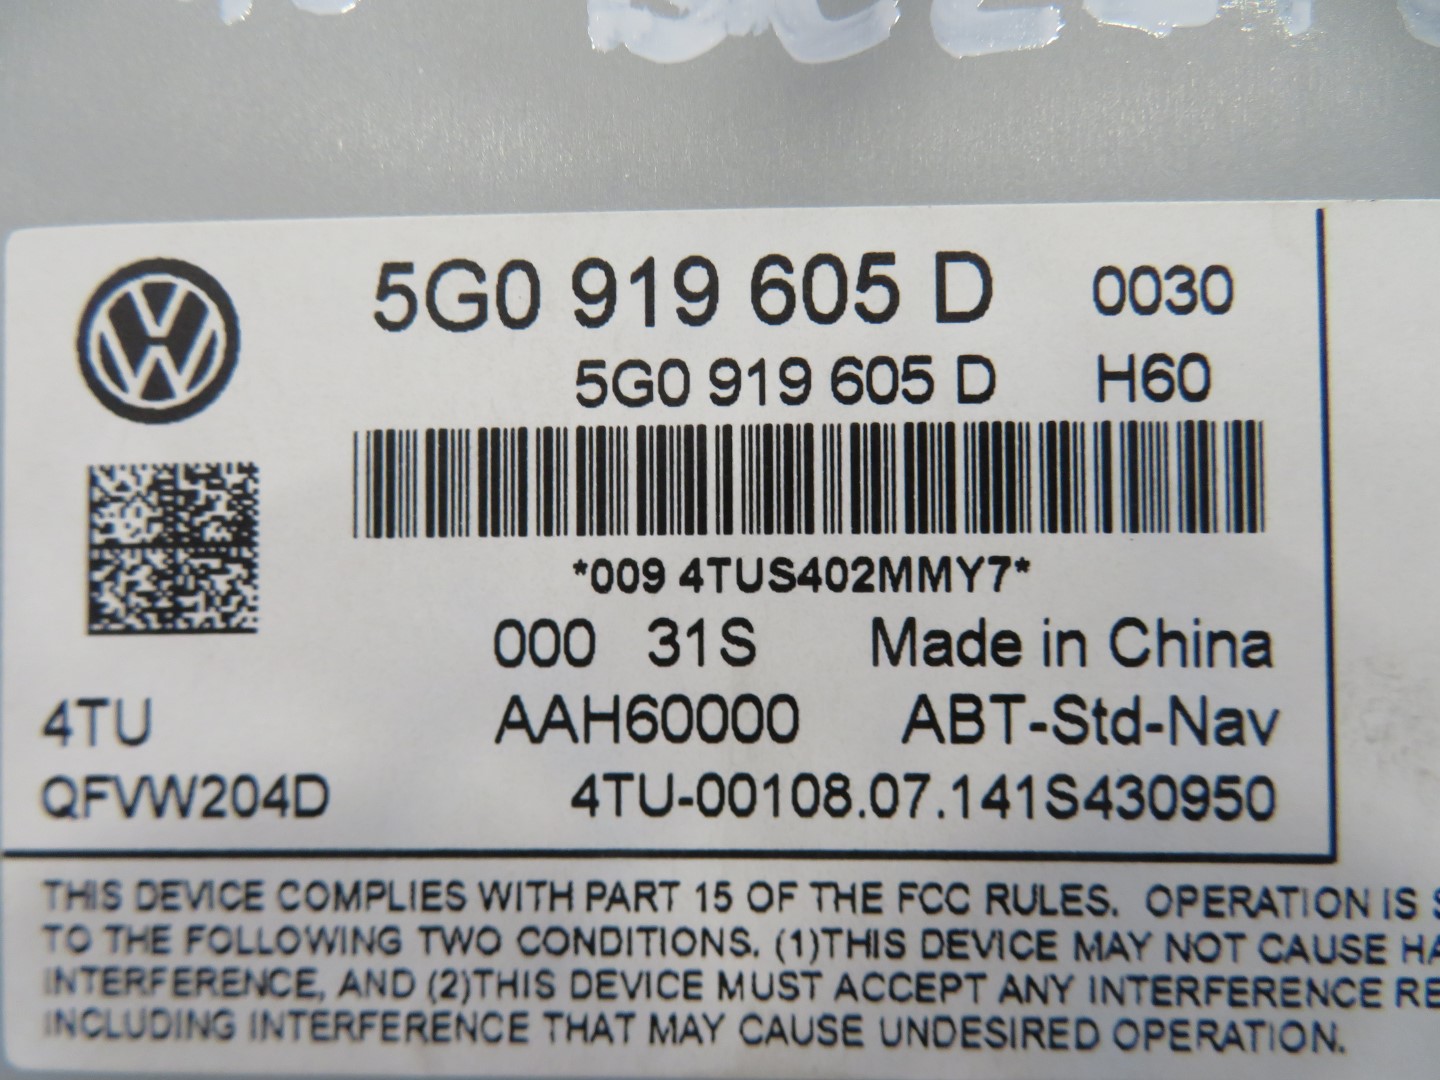 5G0 919 605 D 0030
5G0 919 605 D H60
*009 4TUS402MMY7*
000 31S Made in China
4TU AAH60000 ABT-Std-Nav
QFVW204D 4TU-00108.07.141S430950
THIS DEVICE COMPLIES WITH PART 15 OF THE FCC RULES. OPERATION IS
TO THE FOLLOWING TWO CONDITIONS. (1)THIS DEVICE MAY NOT CAUSE
INTERFERENCE, AND (2)THIS DEVICE MUST ACCEPT ANY INTERFERENCE
INCLUDING INTERFERENCE THAT MAY CAUSE UNDESIRED OPERATION.